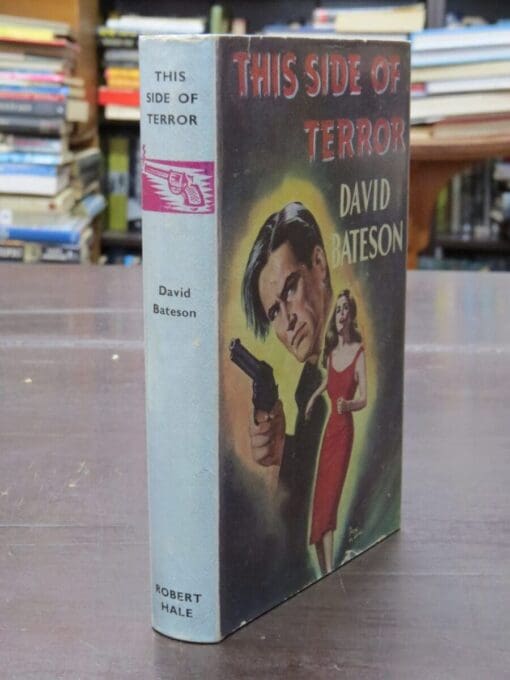 THIS
SIDE OF
TERROR
David
Bateson
ROBERT
HALE
THIS SIDE OF
TERROR
DAVID
BATESON